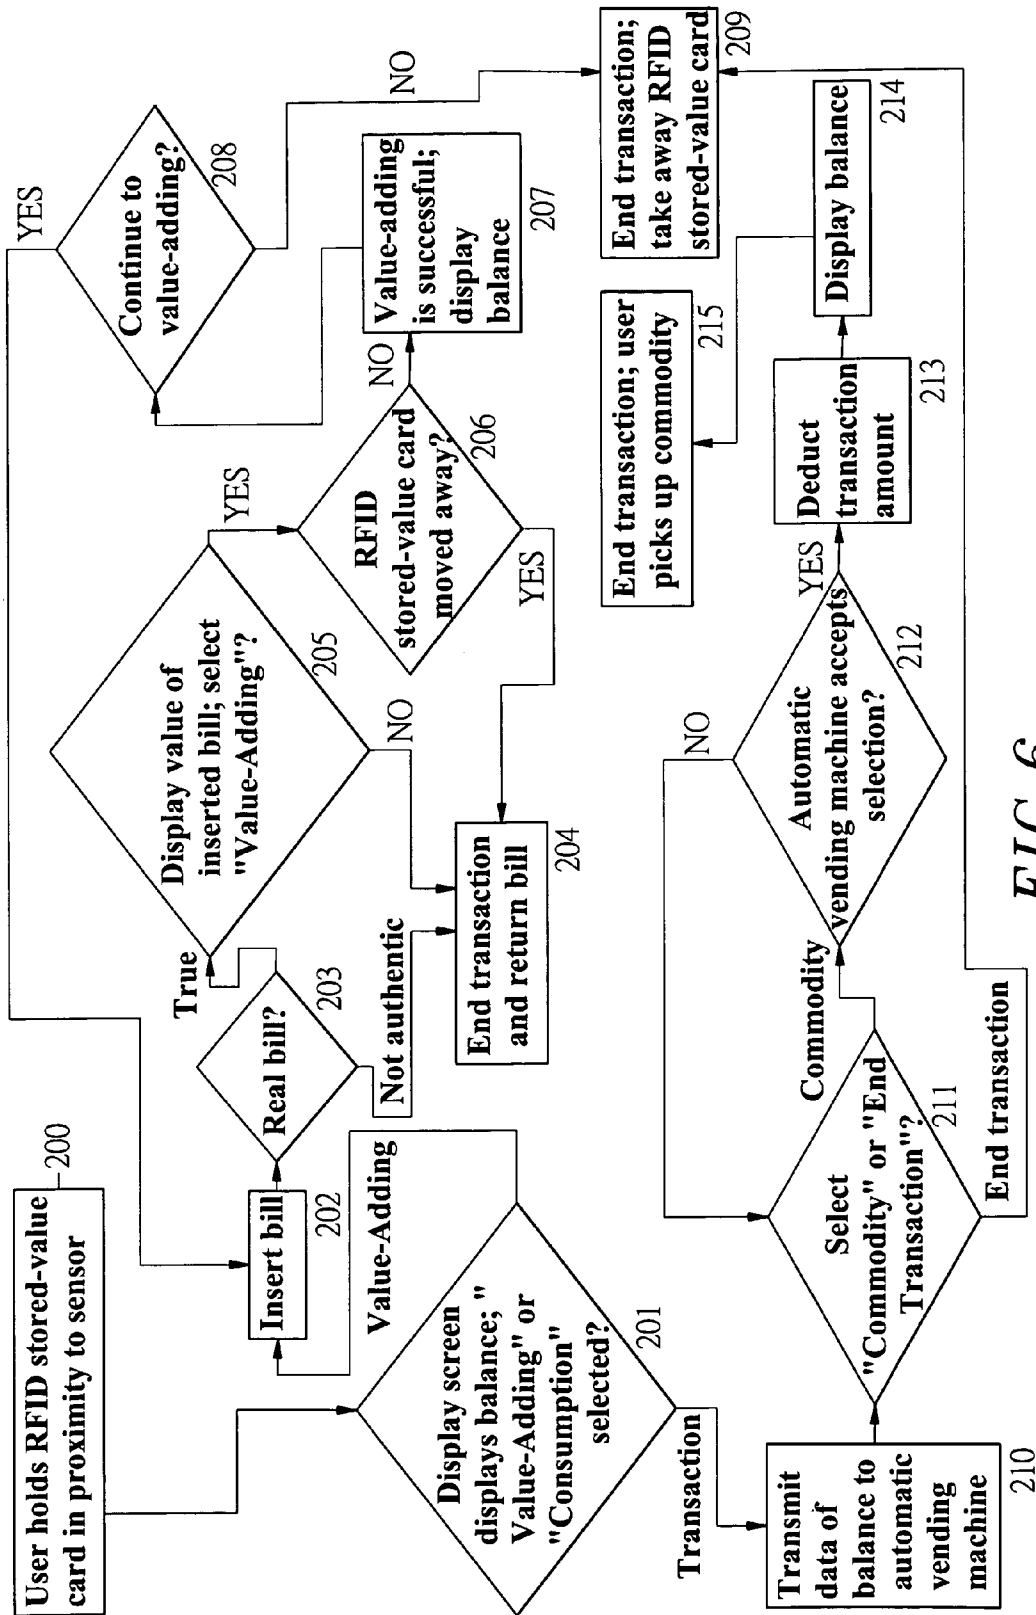 User holds RFID stored-value
card in proximity to sensor
200
Display screen
displays balance; "
Value-Adding" or
"Consumption"
selected?
201
Value-Adding
Transaction
Insert bill
202
Real bill?
203
True
Not authentic
End transaction
and return bill
204
Display value of
inserted bill; select
"Value-Adding"?
205
YES
NO
RFID
stored-value card
moved away?
206
NO
YES
Value-adding
is successful;
display
balance
207
Continue to
value-adding?
208
YES
NO
End transaction;
take away RFID
stored-value card
209
Transmit
data of
balance to
automatic
vending
machine
210
Select
"Commodity" or "End
Transaction"?
211
Commodity
End transaction
Automatic
vending machine accepts
selection?
212
NO
YES
Deduct
transaction
amount
213
Display balance
214
End transaction; user
picks up commodity
215
FIG. 6